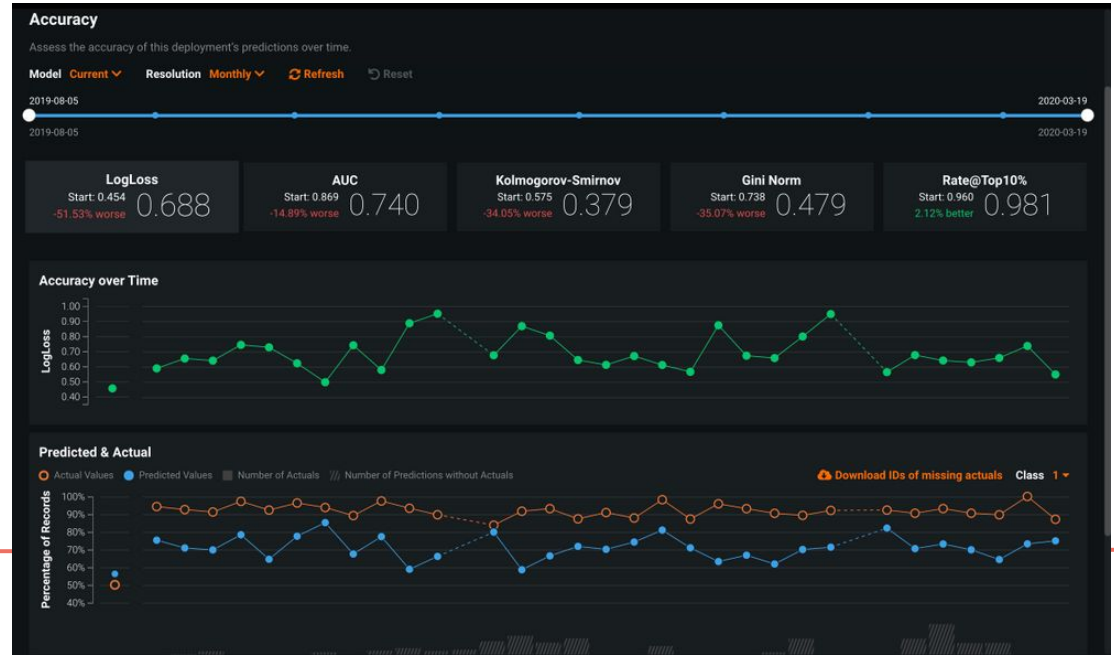 Accuracy
Assess the accuracy of this deployment's predictions over time.
Model Current Resolution Monthly Refresh Reset
2019-08-05 2020-03-19
2019-08-05 2020-03-19
LogLoss
Start: 0.454
-51.53% worse
0.688
AUC
Start: 0.869
-14.89% worse
0.740
Kolmogorov-Smirnov
Start: 0.575
-34.05% worse
0.379
Gini Norm
Start: 0.738
-35.07% worse
0.479
Rate@Top10%
Start: 0.960
2.12% better
0.981
Accuracy over Time
LogLoss
1.00
0.90
0.80
0.70
0.60
0.50
0.40
Predicted & Actual
Actual Values Predicted Values Number of Actuals Number of Predictions without Actuals Download IDs of missing actuals Class 1
Percentage of Records
100%
90%
80%
70%
60%
50%
40%